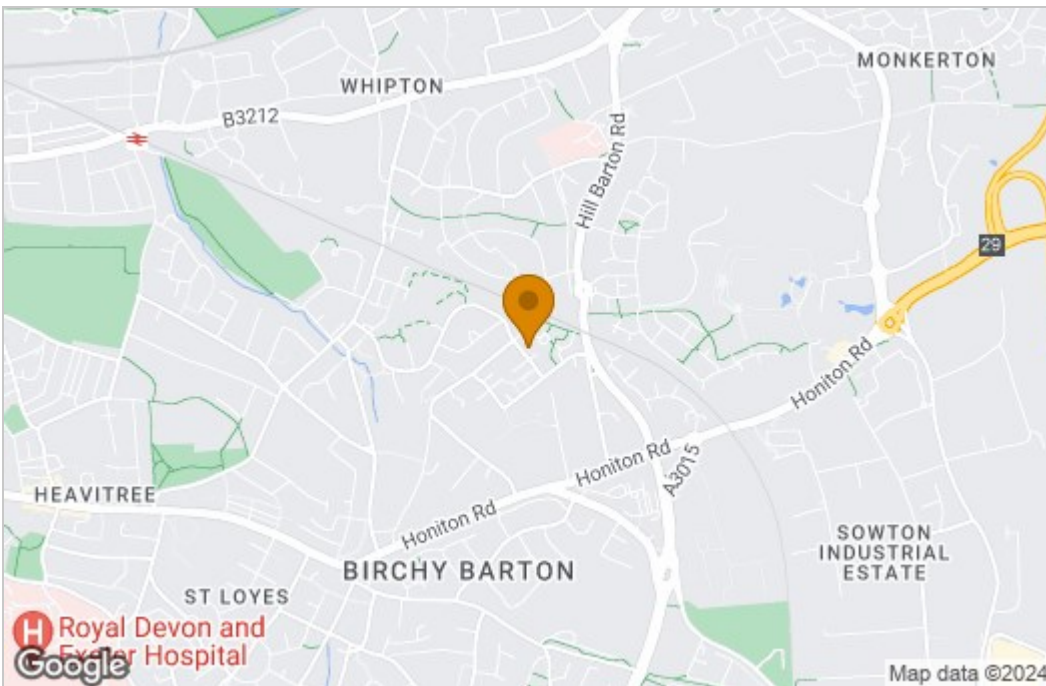 MONKERTON
WHIPTON
B3212
Hill Barton Rd
29
Honiton Rd
Honiton Rd
A3015
HEAVITREE
Honiton Rd
SOWTON
INDUSTRIAL
ESTATE
BIRCHY BARTON
ST LOYES
H
Royal Devon and
Exeter Hospital
Google
Map data ©2024